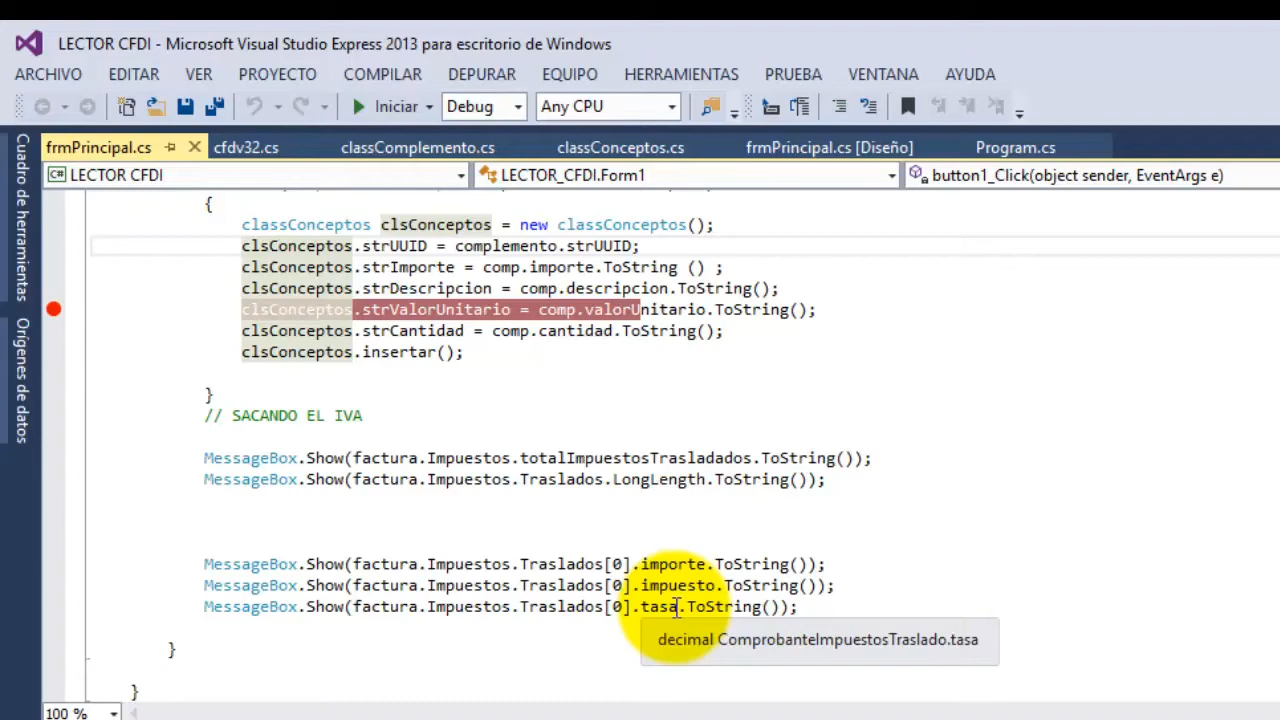 LECTOR CFDI - Microsoft Visual Studio Express 2013 para escritorio de Windows
ARCHIVO EDITAR VER PROYECTO COMPILAR DEPURAR EQUIPO HERRAMIENTAS PRUEBA VENTANA AYUDA
Iniciar Debug Any CPU
frmPrincipal.cs cfdv32.cs classComplemento.cs classConceptos.cs frmPrincipal.cs [Diseño] Program.cs
C# LECTOR CFDI LECTOR_CFDI.Form1 button1_Click(object sender, EventArgs e)
Cuadro de herramientas
Orígenes de datos
{
classConceptos clsConceptos = new classConceptos();
clsConceptos.strUUID = complemento.strUUID;
clsConceptos.strImporte = comp.importe.ToString () ;
clsConceptos.strDescripcion = comp.descripcion.ToString();
clsConceptos.strValorUnitario = comp.valorUnitario.ToString();
clsConceptos.strCantidad = comp.cantidad.ToString();
clsConceptos.insertar();
}
// SACANDO EL IVA
MessageBox.Show(factura.Impuestos.totalImpuestosTrasladados.ToString());
MessageBox.Show(factura.Impuestos.Traslados.LongLength.ToString());
MessageBox.Show(factura.Impuestos.Traslados[0].importe.ToString());
MessageBox.Show(factura.Impuestos.Traslados[0].impuesto.ToString());
MessageBox.Show(factura.Impuestos.Traslados[0].tasa.ToString());
decimal ComprobanteImpuestosTraslado.tasa
}
}
100 %